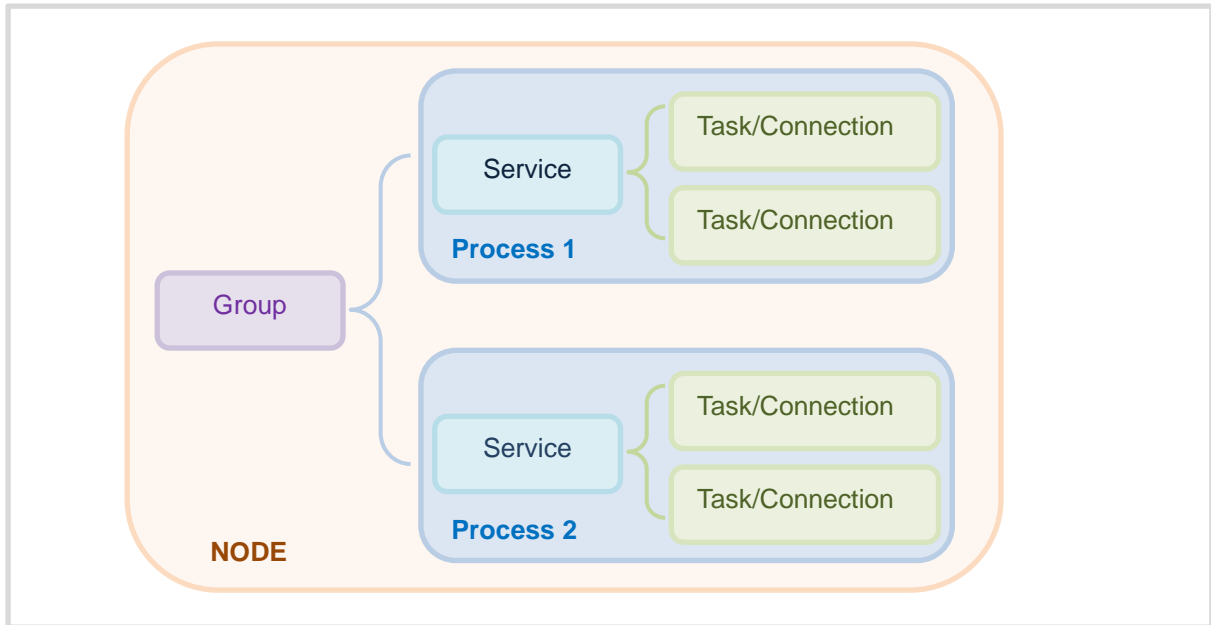 Task/Connection
Service
Task/Connection
Process 1
Group
Task/Connection
Service
Task/Connection
Process 2
NODE